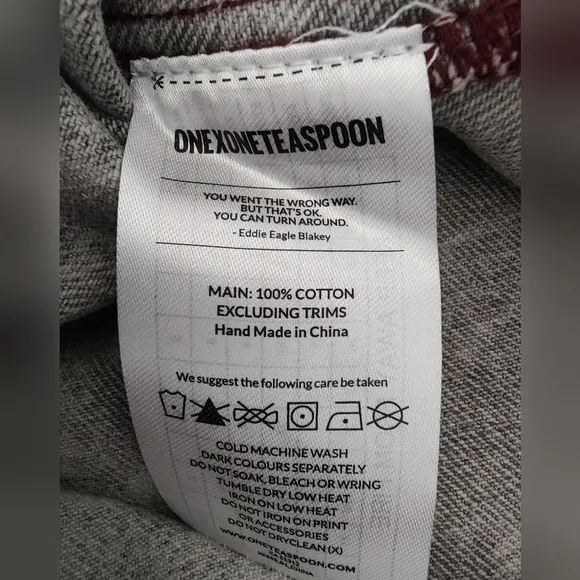 ONEXONETEASPOON
YOU WENT THE WRONG WAY.
BUT THAT'S OK.
YOU CAN TURN AROUND.
- Eddie Eagle Blakey
MAIN: 100% COTTON
EXCLUDING TRIMS
Hand Made in China
We suggest the following care be taken
COLD MACHINE WASH
DARK COLOURS SEPARATELY
DO NOT SOAK, BLEACH OR WRING
TUMBLE DRY LOW HEAT
IRON ON LOW HEAT
DO NOT IRON ON PRINT
OR ACCESSORIES
DO NOT DRYCLEAN (X)
WWW.ONETEASPOON.COM